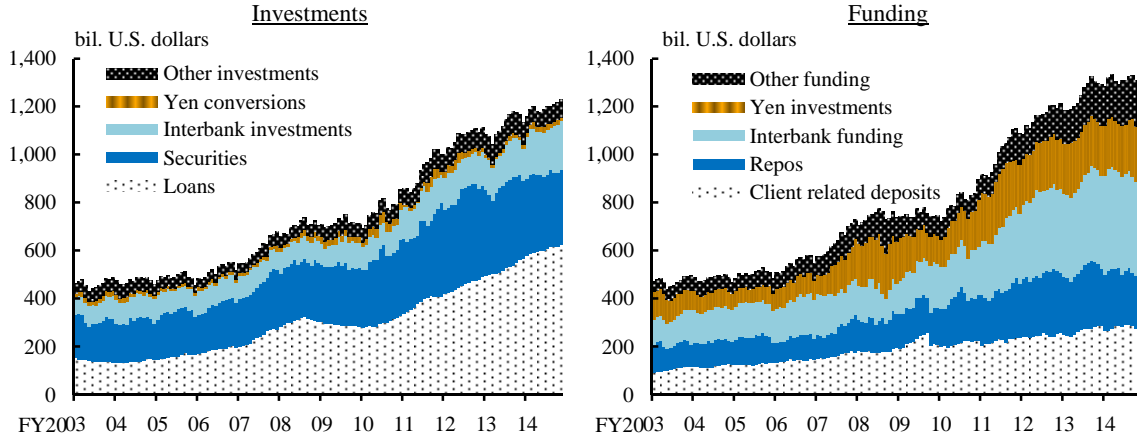 Investments
bil. U.S. dollars
1,400
1,200
1,000
800
600
400
200
0
Other investments
Yen conversions
Interbank investments
Securities
Loans
FY2003 04 05 06 07 08 09 10 11 12 13 14
Funding
bil. U.S. dollars
1,400
1,200
1,000
800
600
400
200
0
Other funding
Yen investments
Interbank funding
Repos
Client related deposits
FY2003 04 05 06 07 08 09 10 11 12 13 14